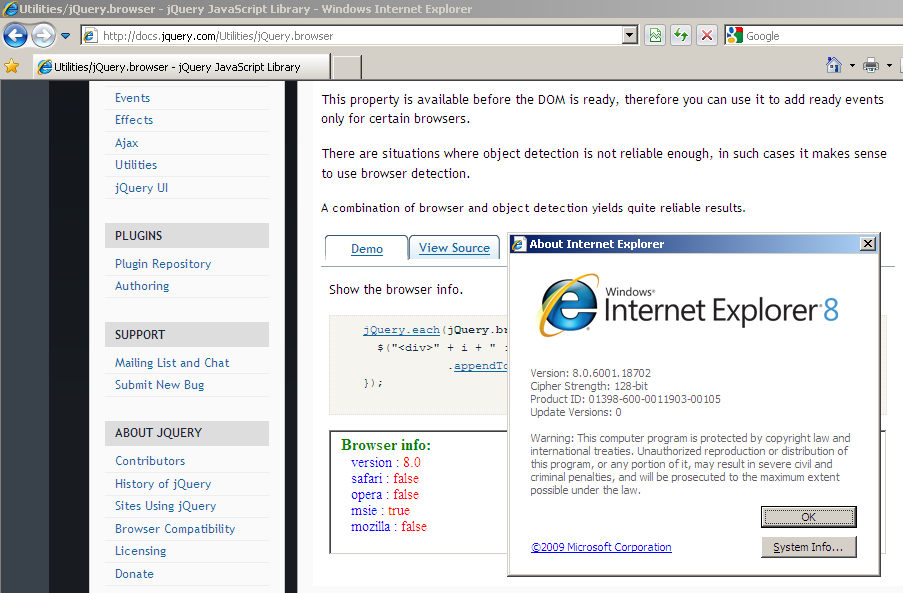 Utilities/jQuery.browser - jQuery JavaScript Library - Windows Internet Explorer
http://docs.jquery.com/Utilities/jQuery.browser
Google
Utilities/jQuery.browser - jQuery JavaScript Library
Events
Effects
Ajax
Utilities
jQuery UI
PLUGINS
Plugin Repository
Authoring
SUPPORT
Mailing List and Chat
Submit New Bug
ABOUT JQUERY
Contributors
History of jQuery
Sites Using jQuery
Browser Compatibility
Licensing
Donate
This property is available before the DOM is ready, therefore you can use it to add ready events
only for certain browsers.
There are situations where object detection is not reliable enough, in such cases it makes sense
to use browser detection.
A combination of browser and object detection yields quite reliable results.
Demo
View Source
Show the browser info.
jQuery.each(jQuery.br
$("<div>" + i + " :
.appendTo
});
Browser info:
version : 8.0
safari : false
opera : false
msie : true
mozilla : false
About Internet Explorer
Windows®
Internet Explorer 8
Version: 8.0.6001.18702
Cipher Strength: 128-bit
Product ID: 01398-600-0011903-00105
Update Versions: 0
Warning: This computer program is protected by copyright law and
international treaties. Unauthorized reproduction or distribution of
this program, or any portion of it, may result in severe civil and
criminal penalties, and will be prosecuted to the maximum extent
possible under the law.
OK
©2009 Microsoft Corporation
System Info...